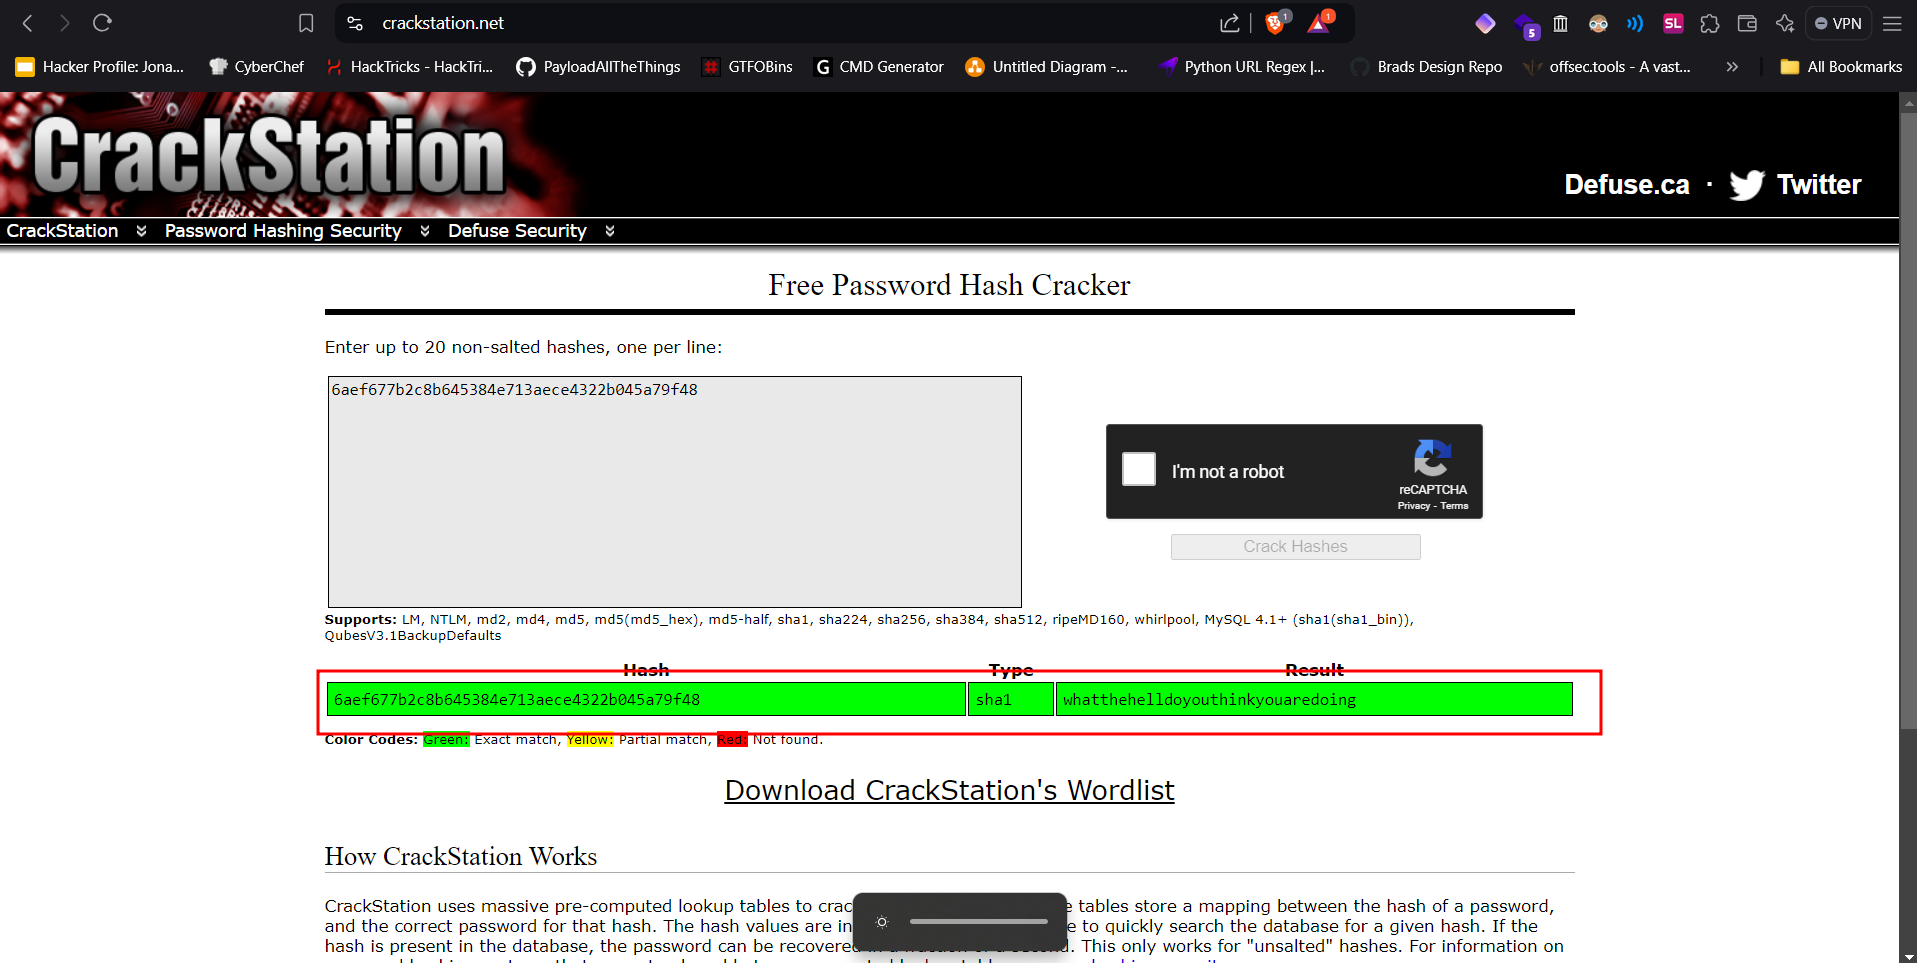 crackstation.net
1
1
5
SL
VPN
Hacker Profile: Jona...
CyberChef
HackTricks - HackTri...
PayloadAllTheThings
GTFOBins
G CMD Generator
Untitled Diagram -...
Python URL Regex |...
Brads Design Repo
offsec.tools - A vast...
»
All Bookmarks
CrackStation
Defuse.ca · Twitter
CrackStation
Password Hashing Security
Defuse Security
Free Password Hash Cracker
Enter up to 20 non-salted hashes, one per line:
6aef677b2c8b645384e713aece4322b045a79f48
I'm not a robot
reCAPTCHA
Privacy - Terms
Crack Hashes
Supports: LM, NTLM, md2, md4, md5, md5(md5_hex), md5-half, sha1, sha224, sha256, sha384, sha512, ripeMD160, whirlpool, MySQL 4.1+ (sha1(sha1_bin)),
QubesV3.1BackupDefaults
Hash Type Result
6aef677b2c8b645384e713aece4322b045a79f48 sha1 whatthehelldoyouthinkyouaredoing
Color Codes: Green: Exact match, Yellow: Partial match, Red: Not found.
Download CrackStation's Wordlist
How CrackStation Works
CrackStation uses massive pre-computed lookup tables to crac e tables store a mapping between the hash of a password,
and the correct password for that hash. The hash values are in e to quickly search the database for a given hash. If the
hash is present in the database, the password can be recovered This only works for "unsalted" hashes. For information on